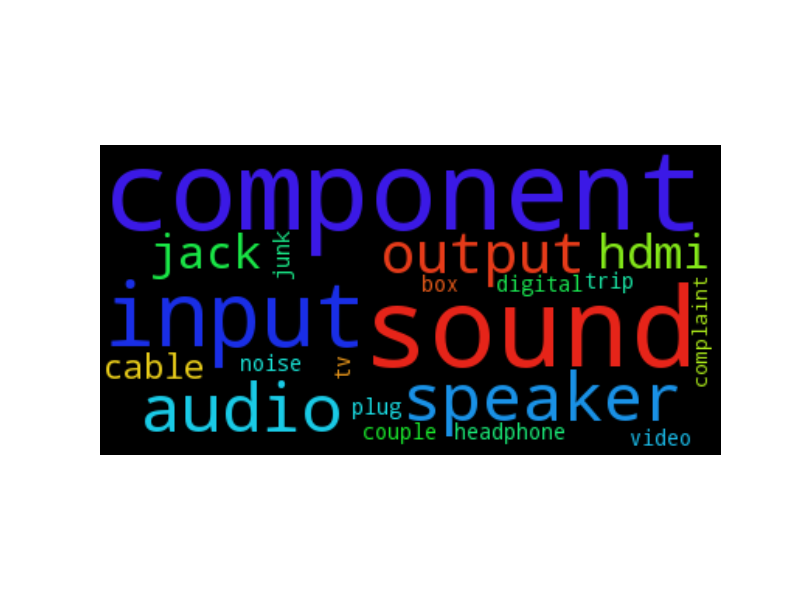 component
jack
junk
output
hdmi
box
digital
trip
input
sound
complaint
cable
noise
tv
audio
plug
speaker
couple
headphone
video